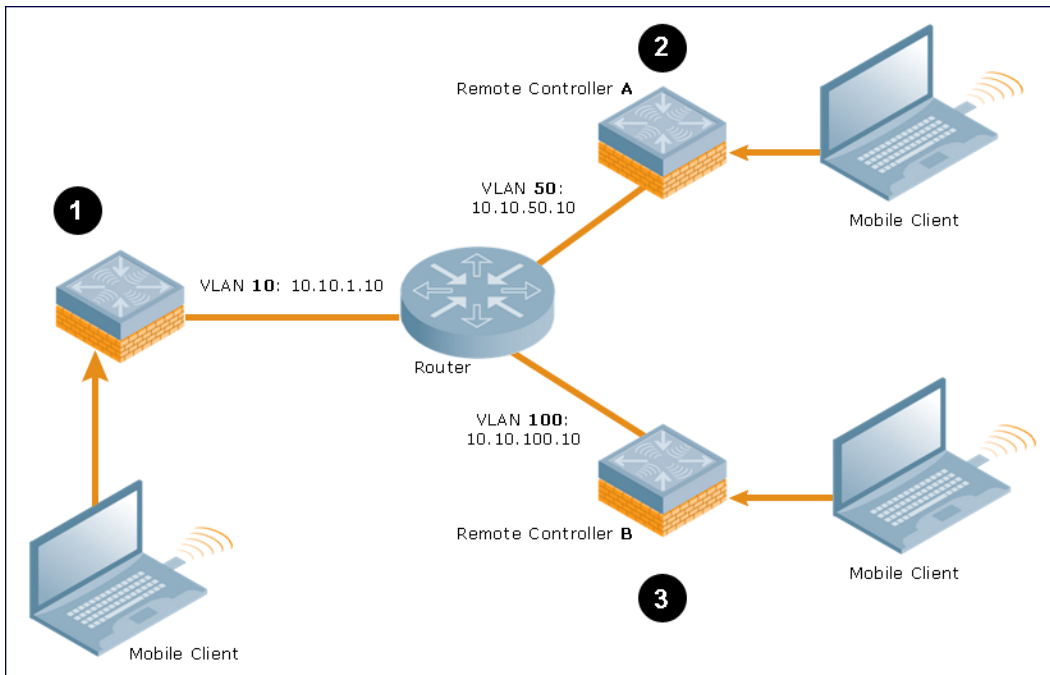 2
Remote Controller A
VLAN 50:
10.10.50.10
Mobile Client
1
VLAN 10: 10.10.1.10
Router
VLAN 100:
10.10.100.10
Remote Controller B
Mobile Client
3
Mobile Client